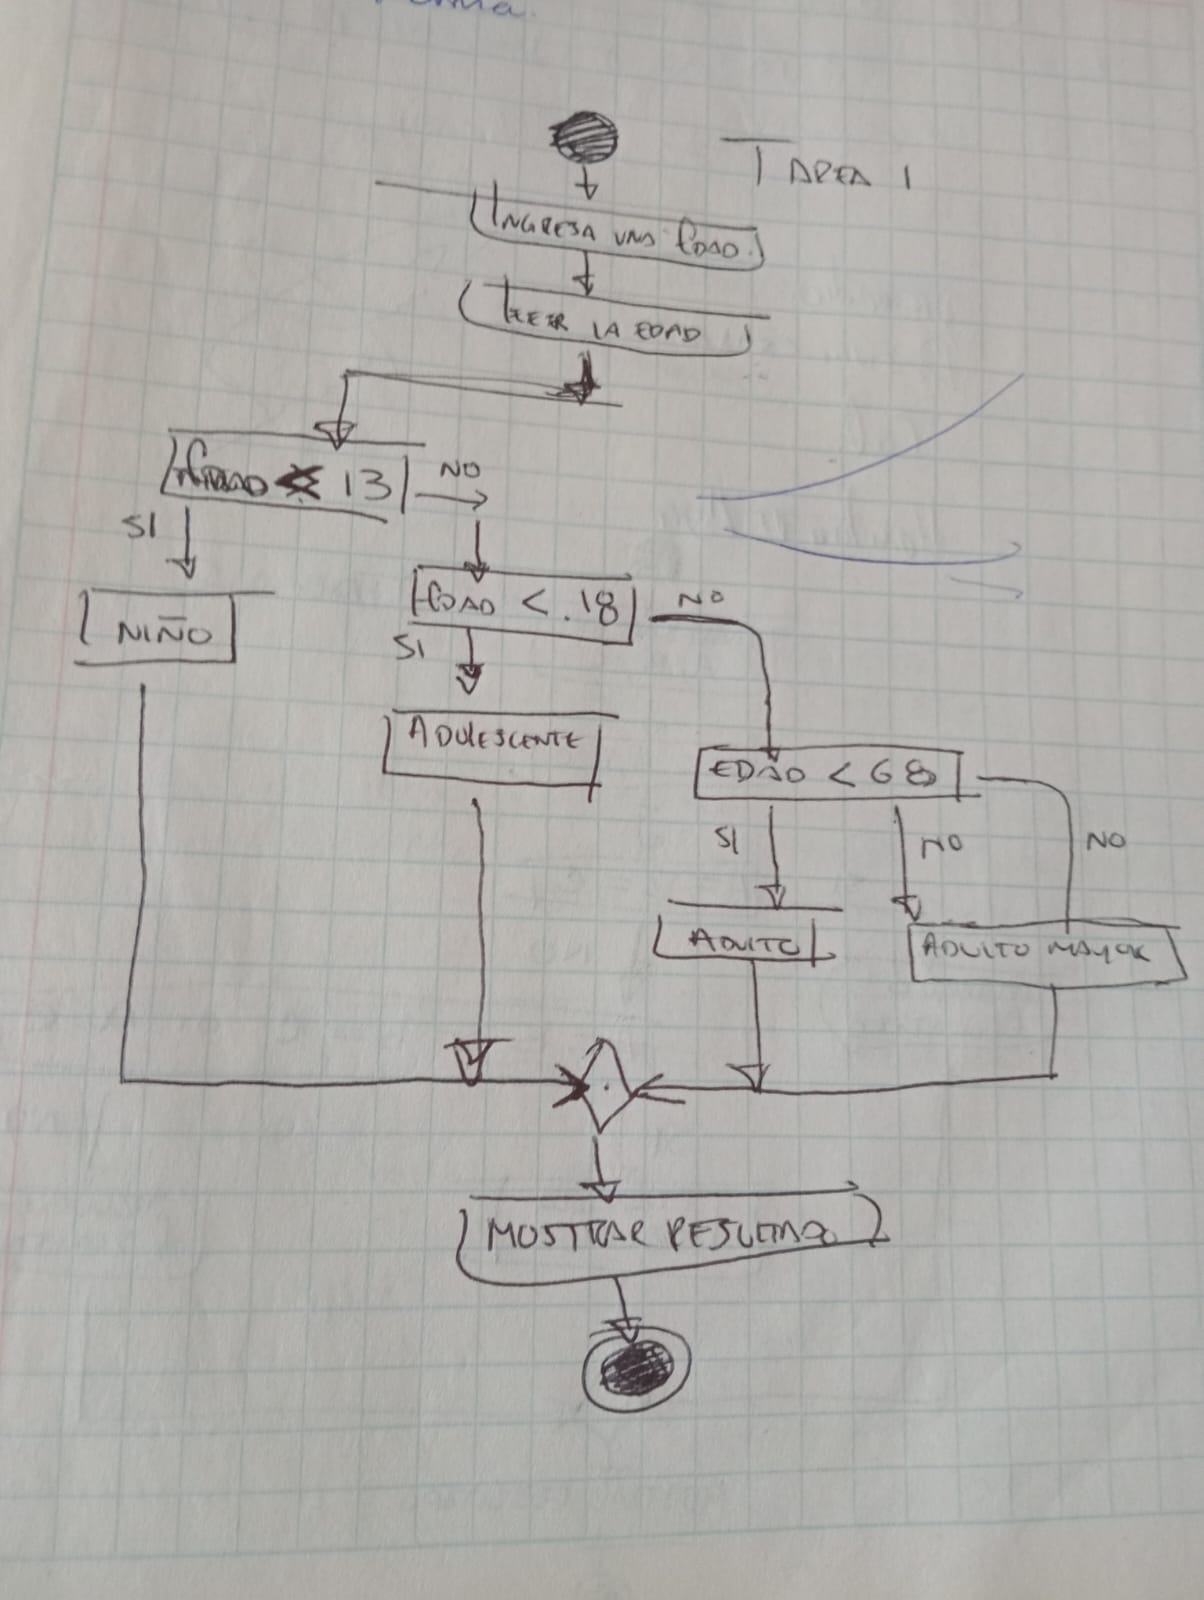 TAREA 1
INGRESA UNA EDAD.
LEER LA EDAD
EDAD < 13
NO
SI
NIÑO
EDAD < 18
NO
SI
ADOLESCENTE
EDAD < 68
SI
NO
NO
ADULTO
ADULTO MAYOR
MOSTRAR RESULTADO